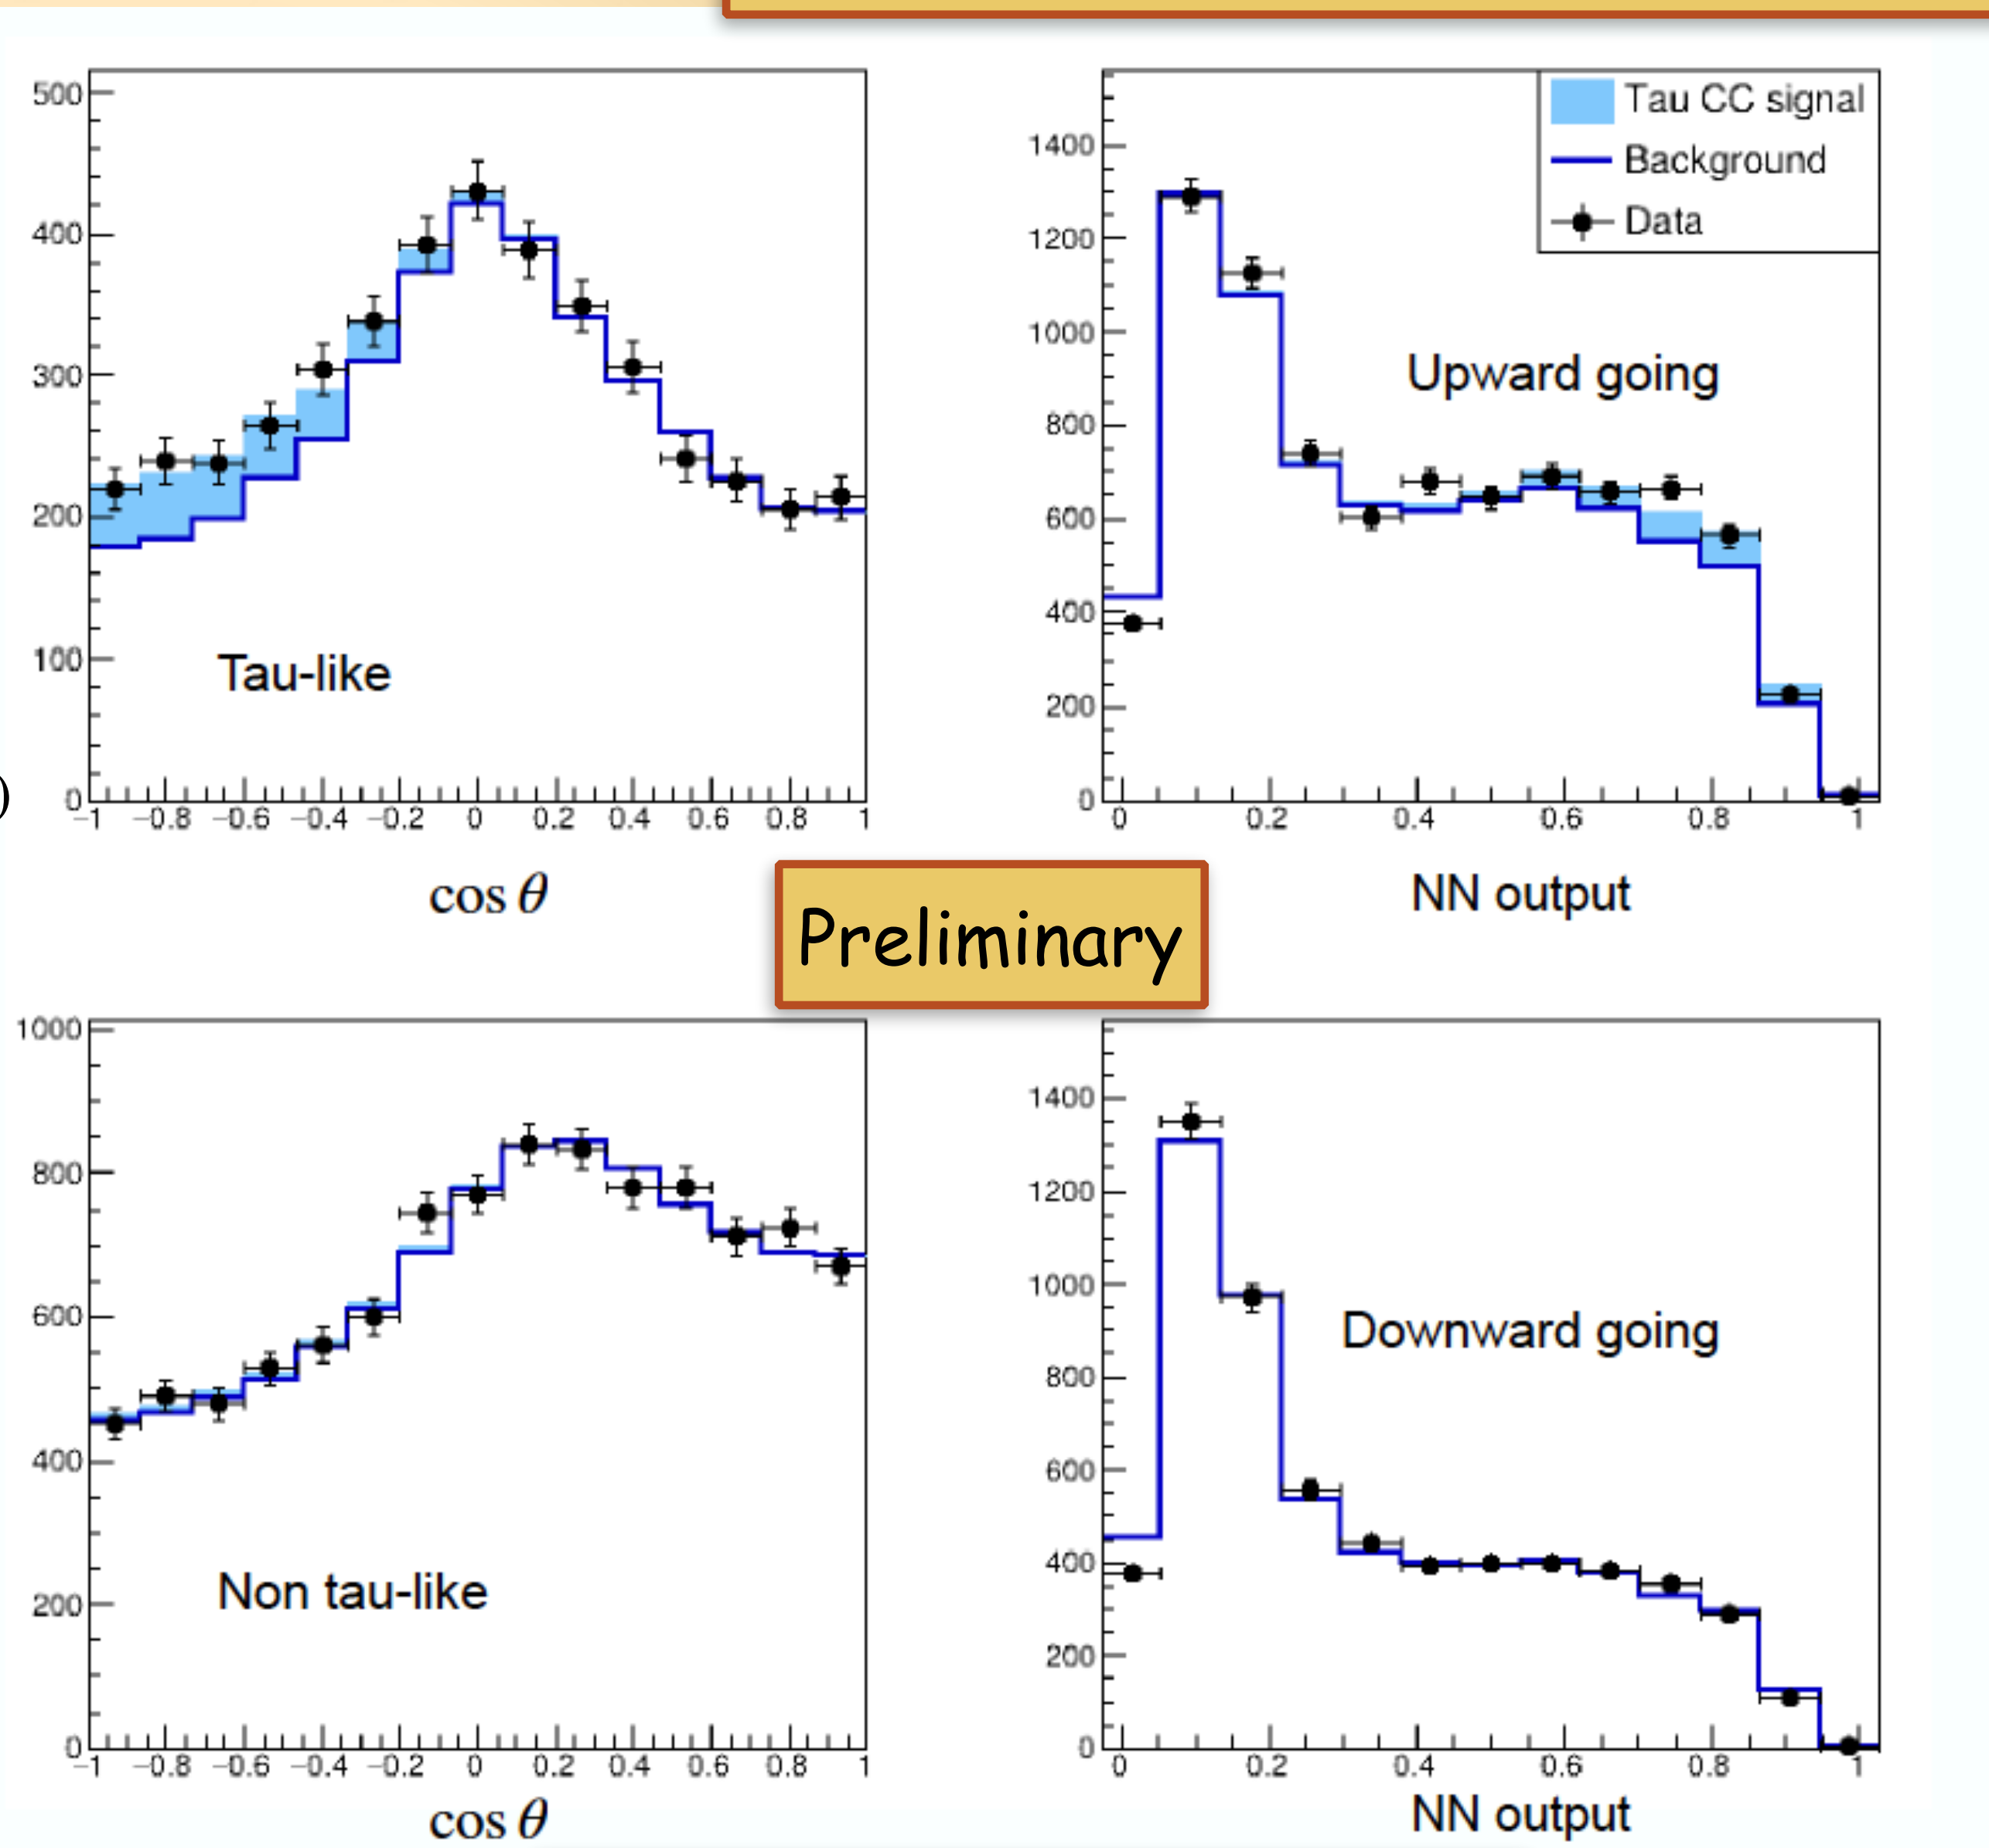 500
400
300
200
100
0
Tau-like
−1 −0.8 −0.6 −0.4 −0.2 0 0.2 0.4 0.6 0.8 1
cos θ
)
1400
1200
1000
800
600
400
200
0
Tau CC signal
Background
Data
Upward going
0 0.2 0.4 0.6 0.8 1
NN output
Preliminary
1000
800
600
400
200
0
Non tau-like
−1 −0.8 −0.6 −0.4 −0.2 0 0.2 0.4 0.6 0.8 1
cos θ
1400
1200
1000
800
600
400
200
0
Downward going
0 0.2 0.4 0.6 0.8 1
NN output